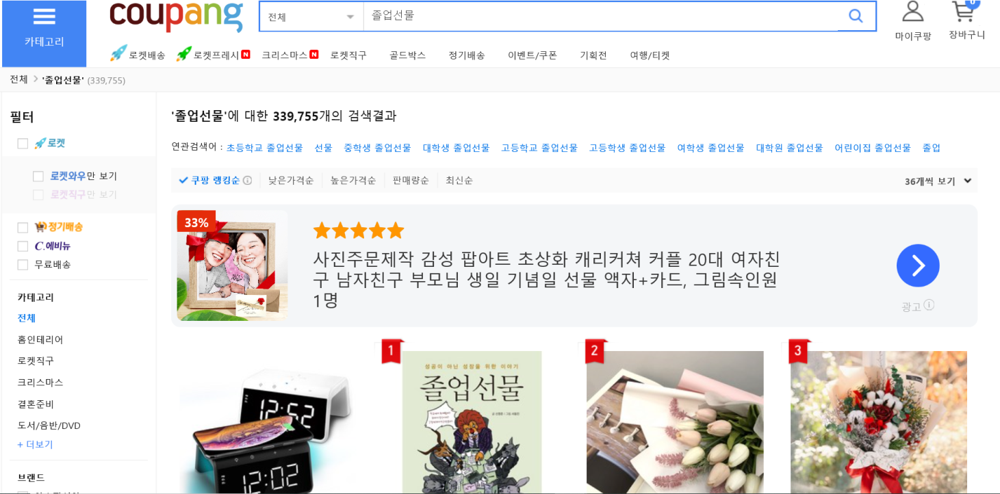 coupang
전체
졸업선물
0
카테고리
마이쿠팡
장바구니
로켓배송
로켓프레시 N
크리스마스 N
로켓직구
골드박스
정기배송
이벤트/쿠폰
기획전
여행/티켓
전체 > '졸업선물' (339,755)
필터
로켓
로켓와우만 보기
로켓직구만 보기
정기배송
C.에비뉴
무료배송
카테고리
전체
홈인테리어
로켓직구
크리스마스
결혼준비
도서/음반/DVD
+ 더보기
브랜드
'졸업선물'에 대한 339,755개의 검색결과
연관검색어 : 초등학교 졸업선물 선물 중학생 졸업선물 대학생 졸업선물 고등학교 졸업선물 고등학생 졸업선물 여학생 졸업선물 대학원 졸업선물 어린이집 졸업선물 졸업
쿠팡 랭킹순 낮은가격순 높은가격순 판매량순 최신순
36개씩 보기
33%
사진주문제작 감성 팝아트 초상화 캐리커쳐 커플 20대 여자친
구 남자친구 부모님 생일 기념일 선물 액자+카드, 그림속인원
1명
광고
12:52
12:02
1
성공이 아닌 성장을 위한 이야기
졸업선물
2
3